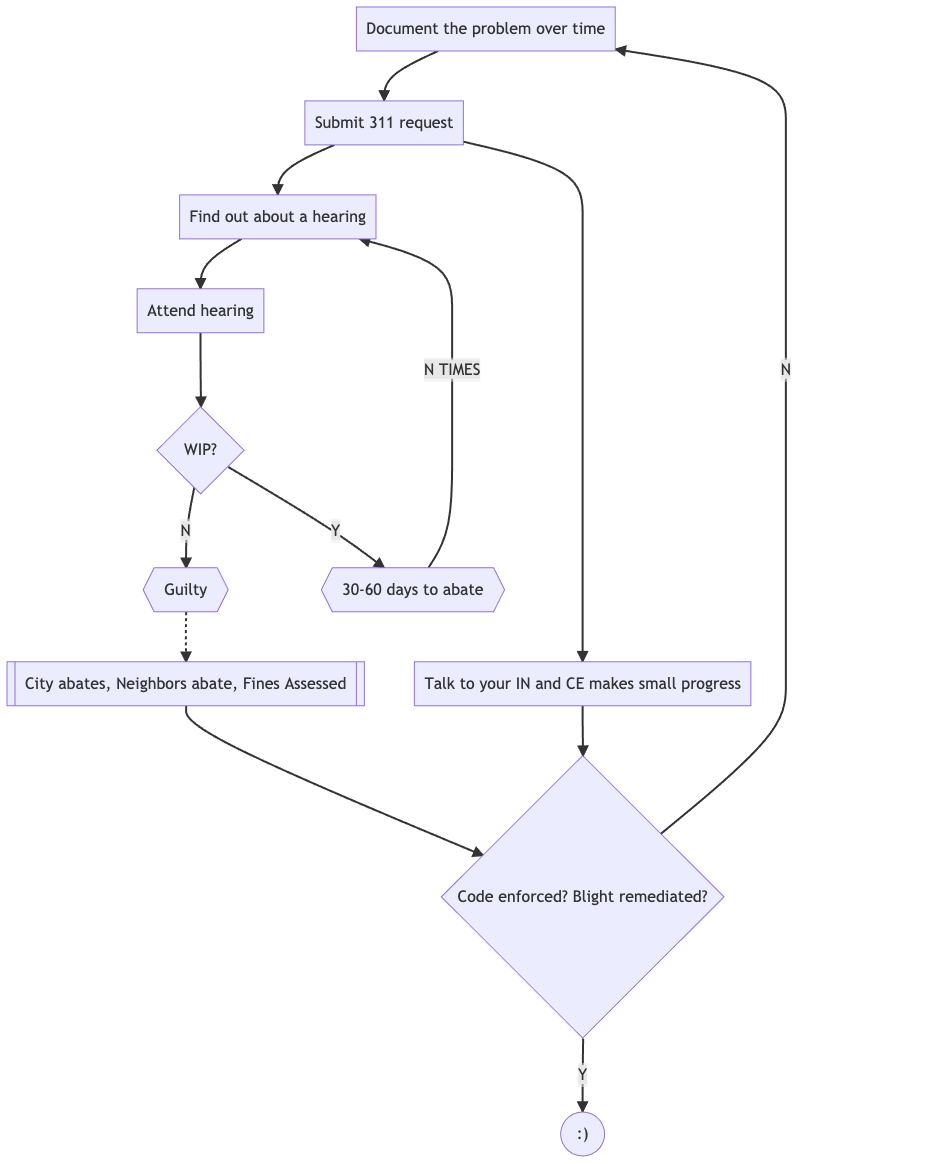 Document the problem over time
Submit 311 request
Find out about a hearing
Attend hearing
N TIMES
N
WIP?
N
Y
Guilty
30-60 days to abate
City abates, Neighbors abate, Fines Assessed
Talk to your IN and CE makes small progress
Code enforced? Blight remediated?
Y
:)